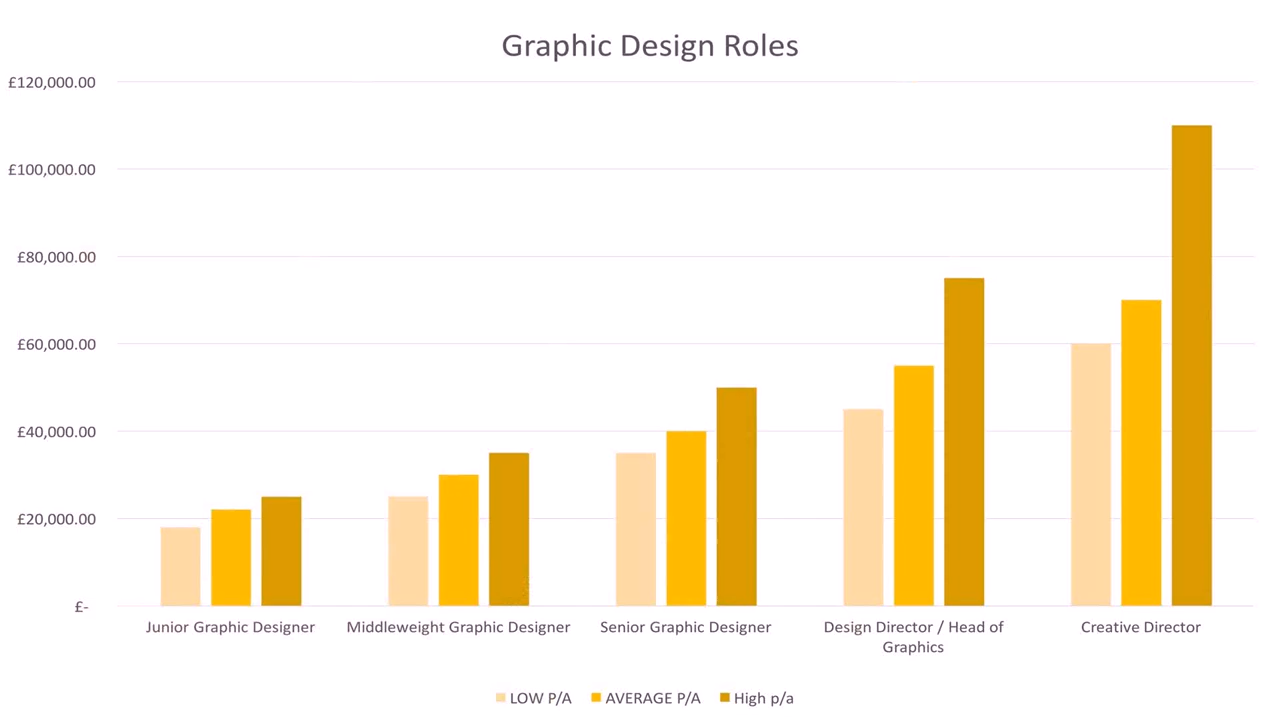 Graphic Design Roles
£120,000.00
£100,000.00
£80,000.00
£60,000.00
£40,000.00
£20,000.00
£-
Junior Graphic Designer
Middleweight Graphic Designer
Senior Graphic Designer
Design Director / Head of
Graphics
Creative Director
LOW P/A
AVERAGE P/A
High p/a